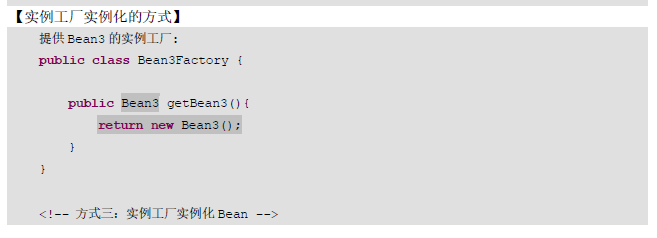 【实例工厂实例化的方式】
提供 Bean3 的实例工厂：
public class Bean3Factory {
public Bean3 getBean3(){
return new Bean3();
}
}
<!-- 方式三：实例工厂实例化 Bean -->